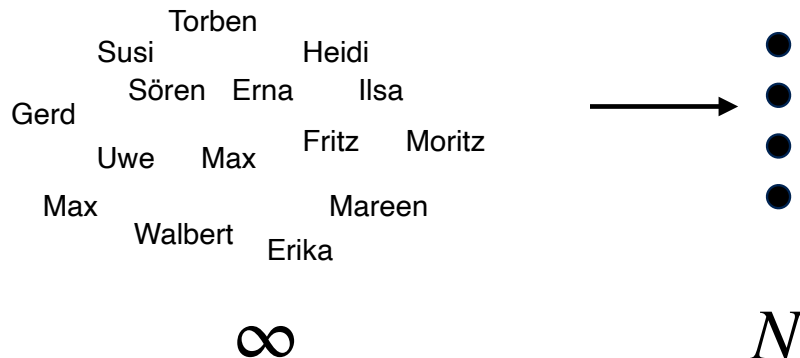 Torben
Susi Heidi
Sören Erna Ilsa
Gerd
Fritz Moritz
Uwe Max
Max Mareen
Walbert
Erika
∞ N